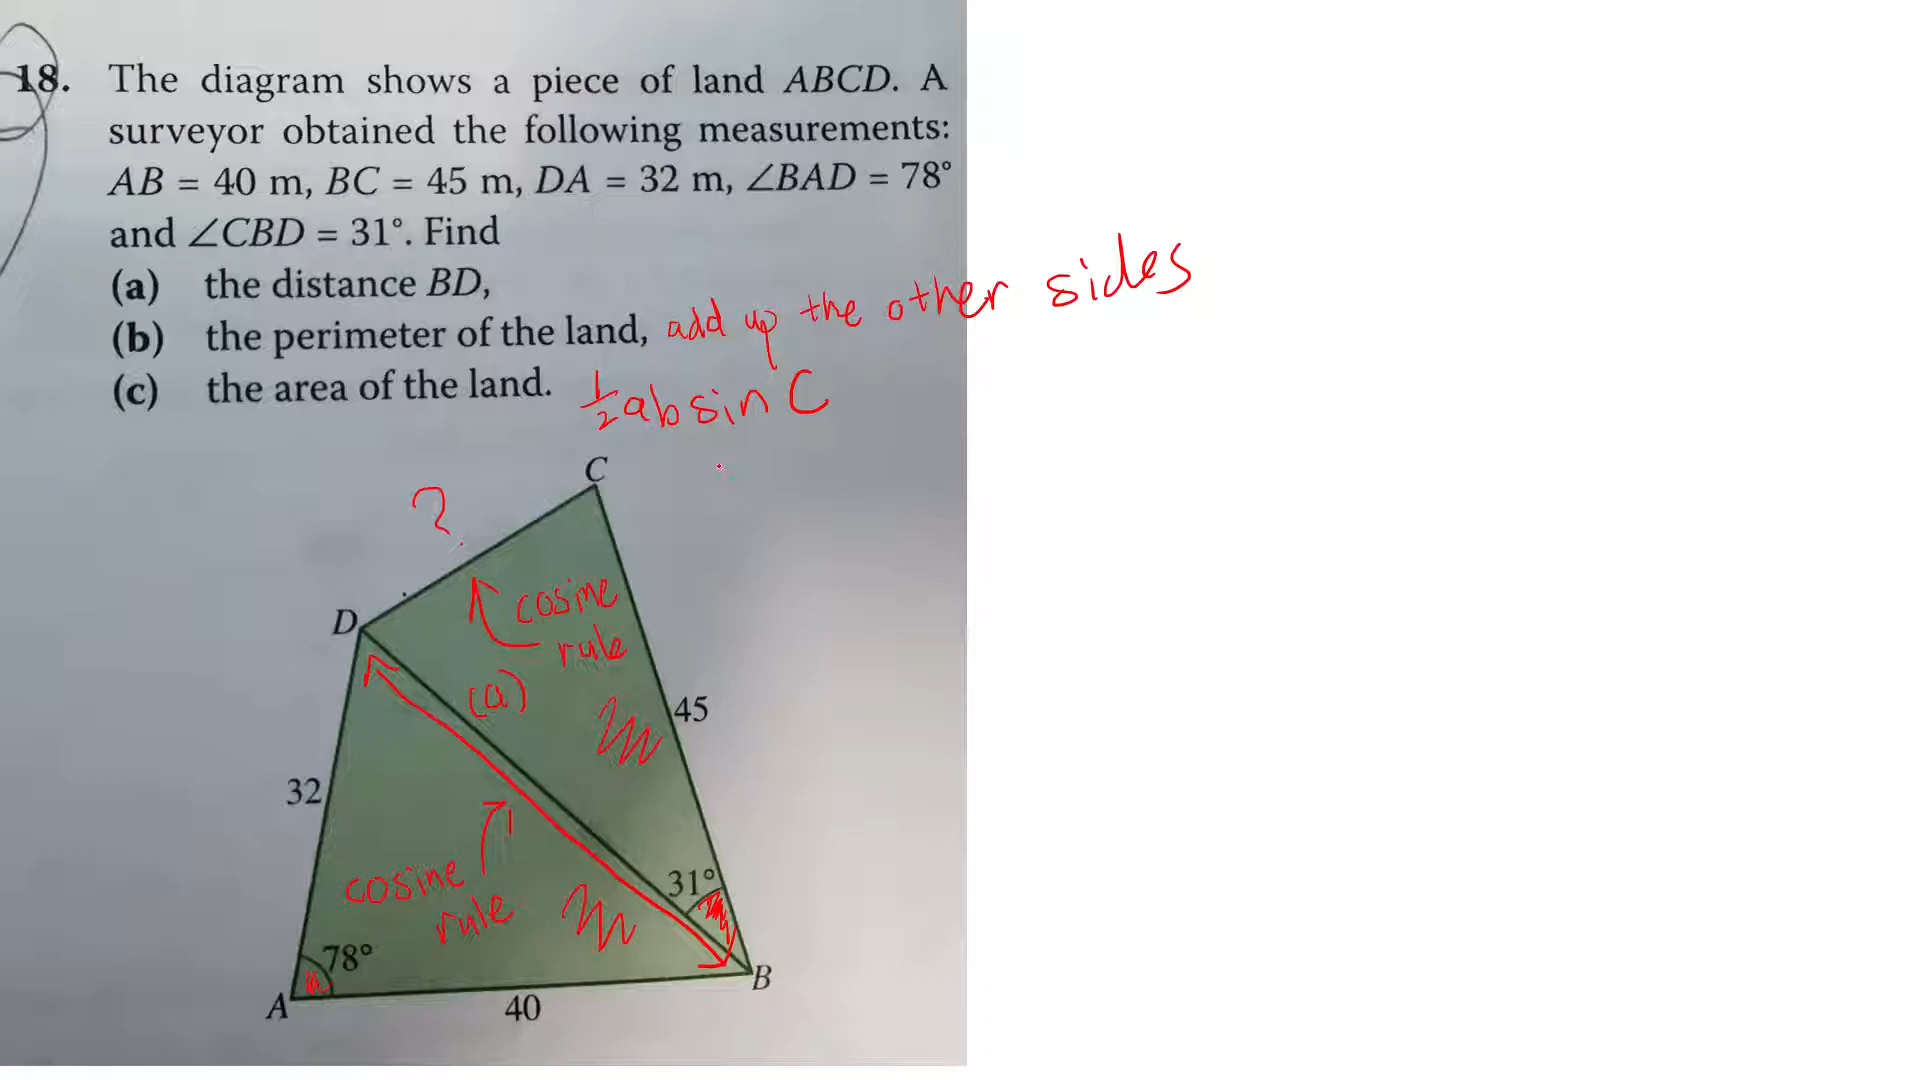 18. The diagram shows a piece of land ABCD. A
surveyor obtained the following measurements:
AB = 40 m, BC = 45 m, DA = 32 m, ∠BAD = 78°
and ∠CBD = 31°. Find
(a) the distance BD,
(b) the perimeter of the land, add up the other sides
(c) the area of the land. ½ ab sin C
C
?
cosine
rule
D
(a)
45
32
31°
cosine
rule
78°
A
B
40